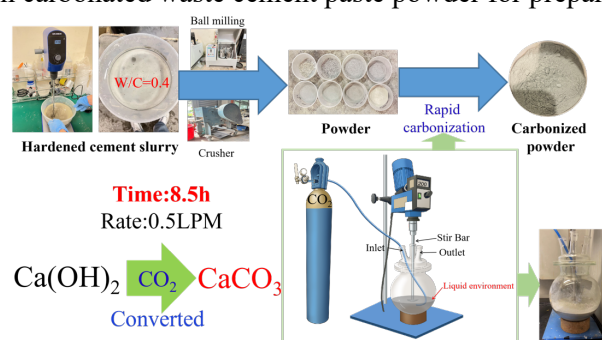 carbonated waste cement paste powder for prepar
Ball milling
W/C=0.4
Hardened cement slurry
Crusher
Powder
Rapid
carbonization
Carbonized
powder
Time:8.5h
Rate:0.5LPM
Ca(OH)₂
CO₂
CaCO₃
Converted
CO₂
Inlet
Stir Bar
Outlet
Liquid environment